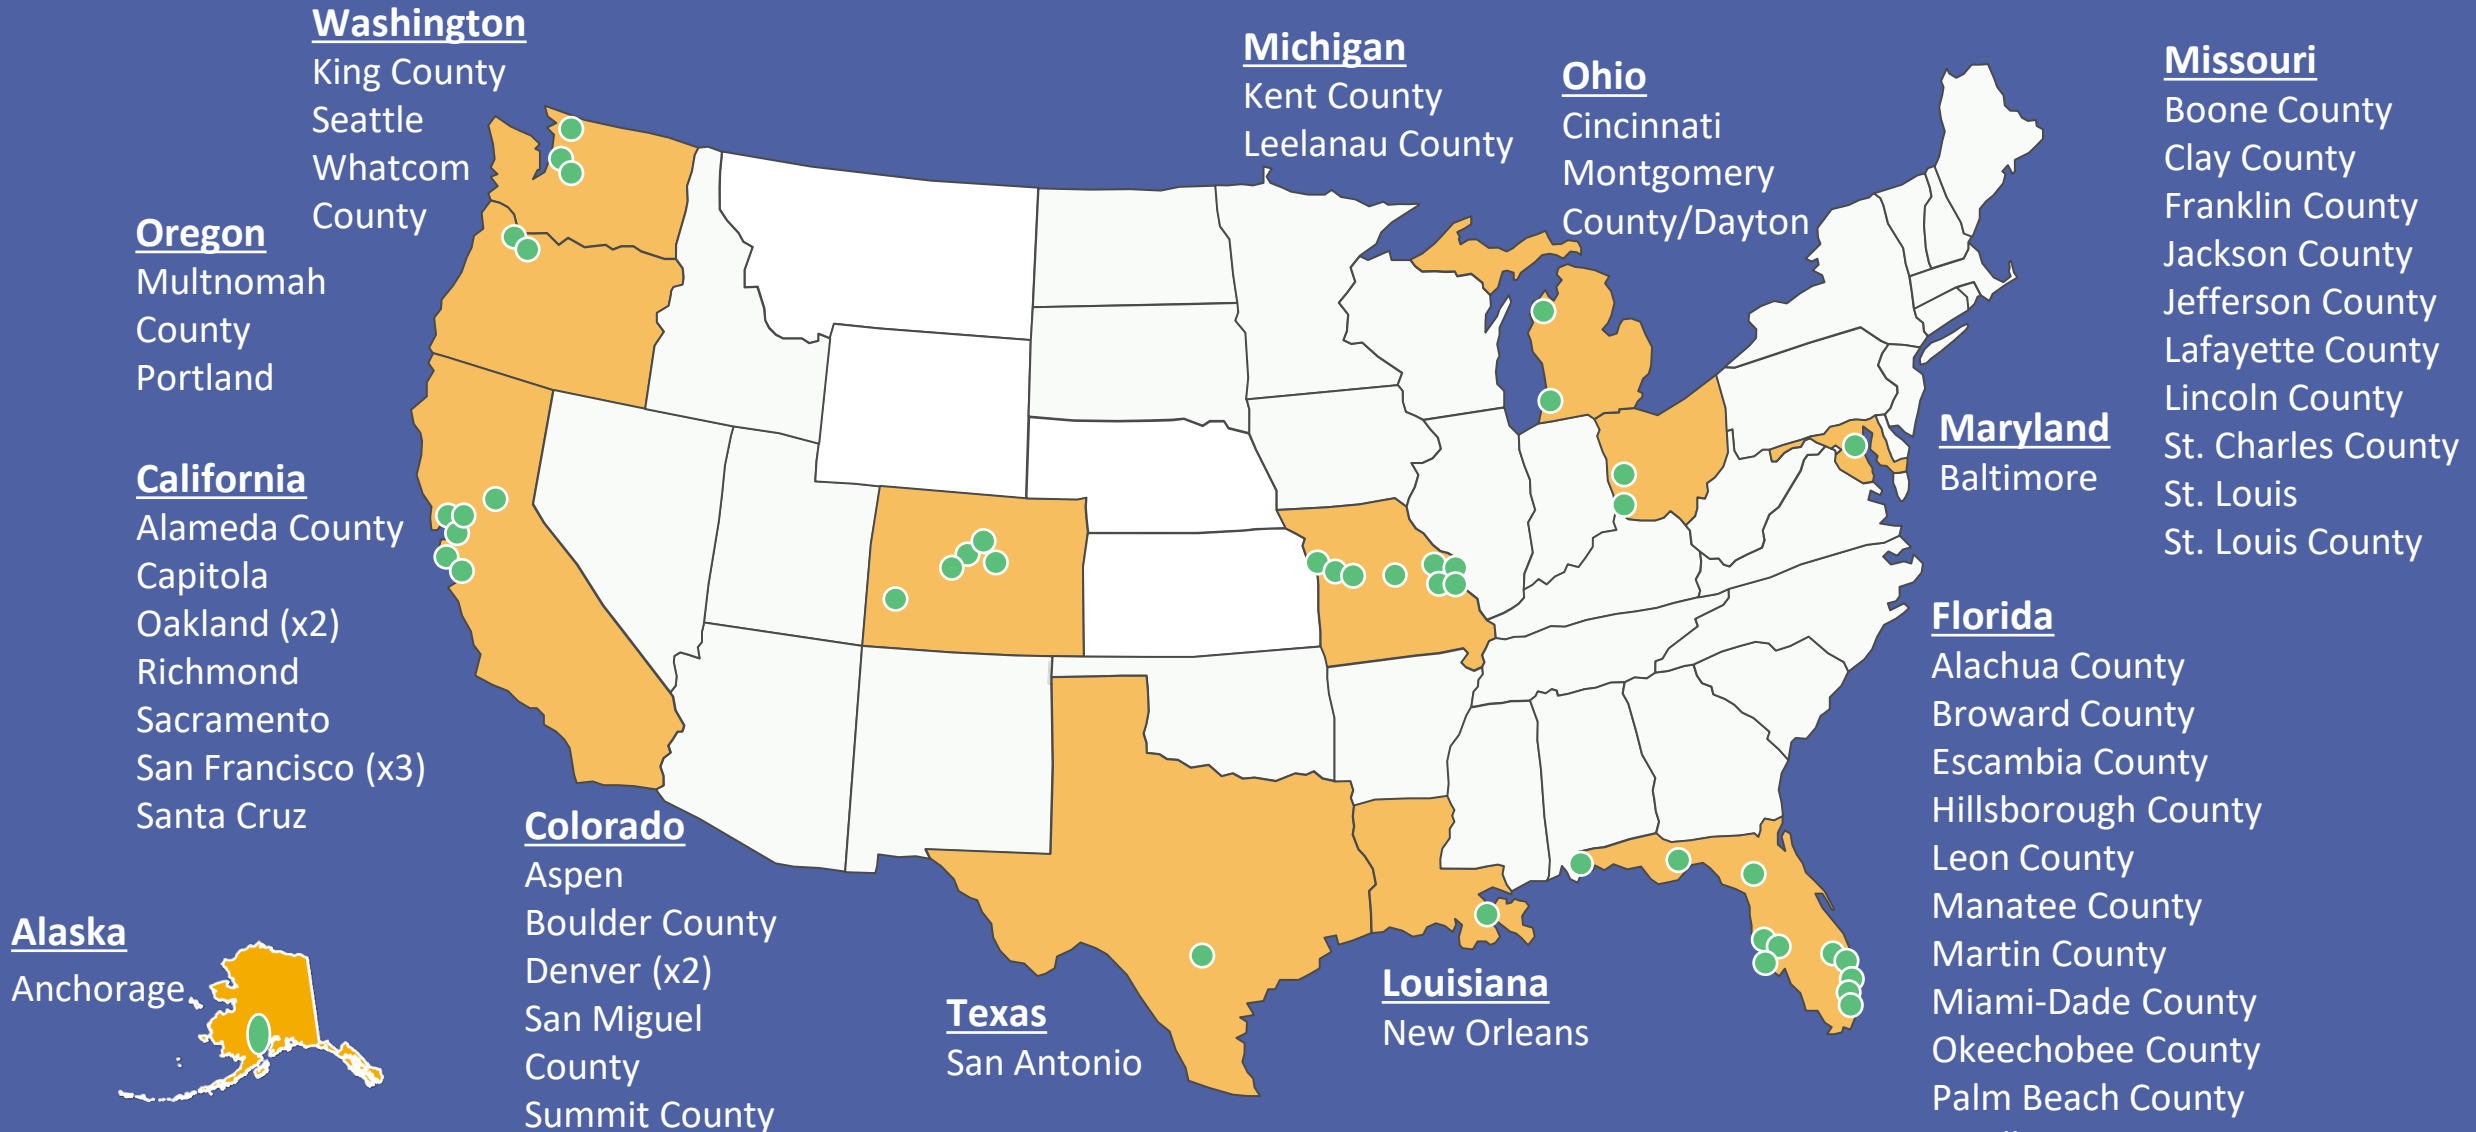 Washington
King County
Seattle
Whatcom
County
Oregon
Multnomah
County
Portland
California
Alameda County
Capitola
Oakland (x2)
Richmond
Sacramento
San Francisco (x3)
Santa Cruz
Alaska
Anchorage
Colorado
Aspen
Boulder County
Denver (x2)
San Miguel
County
Summit County
Texas
San Antonio
Louisiana
New Orleans
Michigan
Kent County
Leelanau County
Ohio
Cincinnati
Montgomery
County/Dayton
Maryland
Baltimore
Missouri
Boone County
Clay County
Franklin County
Jackson County
Jefferson County
Lafayette County
Lincoln County
St. Charles County
St. Louis
St. Louis County
Florida
Alachua County
Broward County
Escambia County
Hillsborough County
Leon County
Manatee County
Martin County
Miami-Dade County
Okeechobee County
Palm Beach County